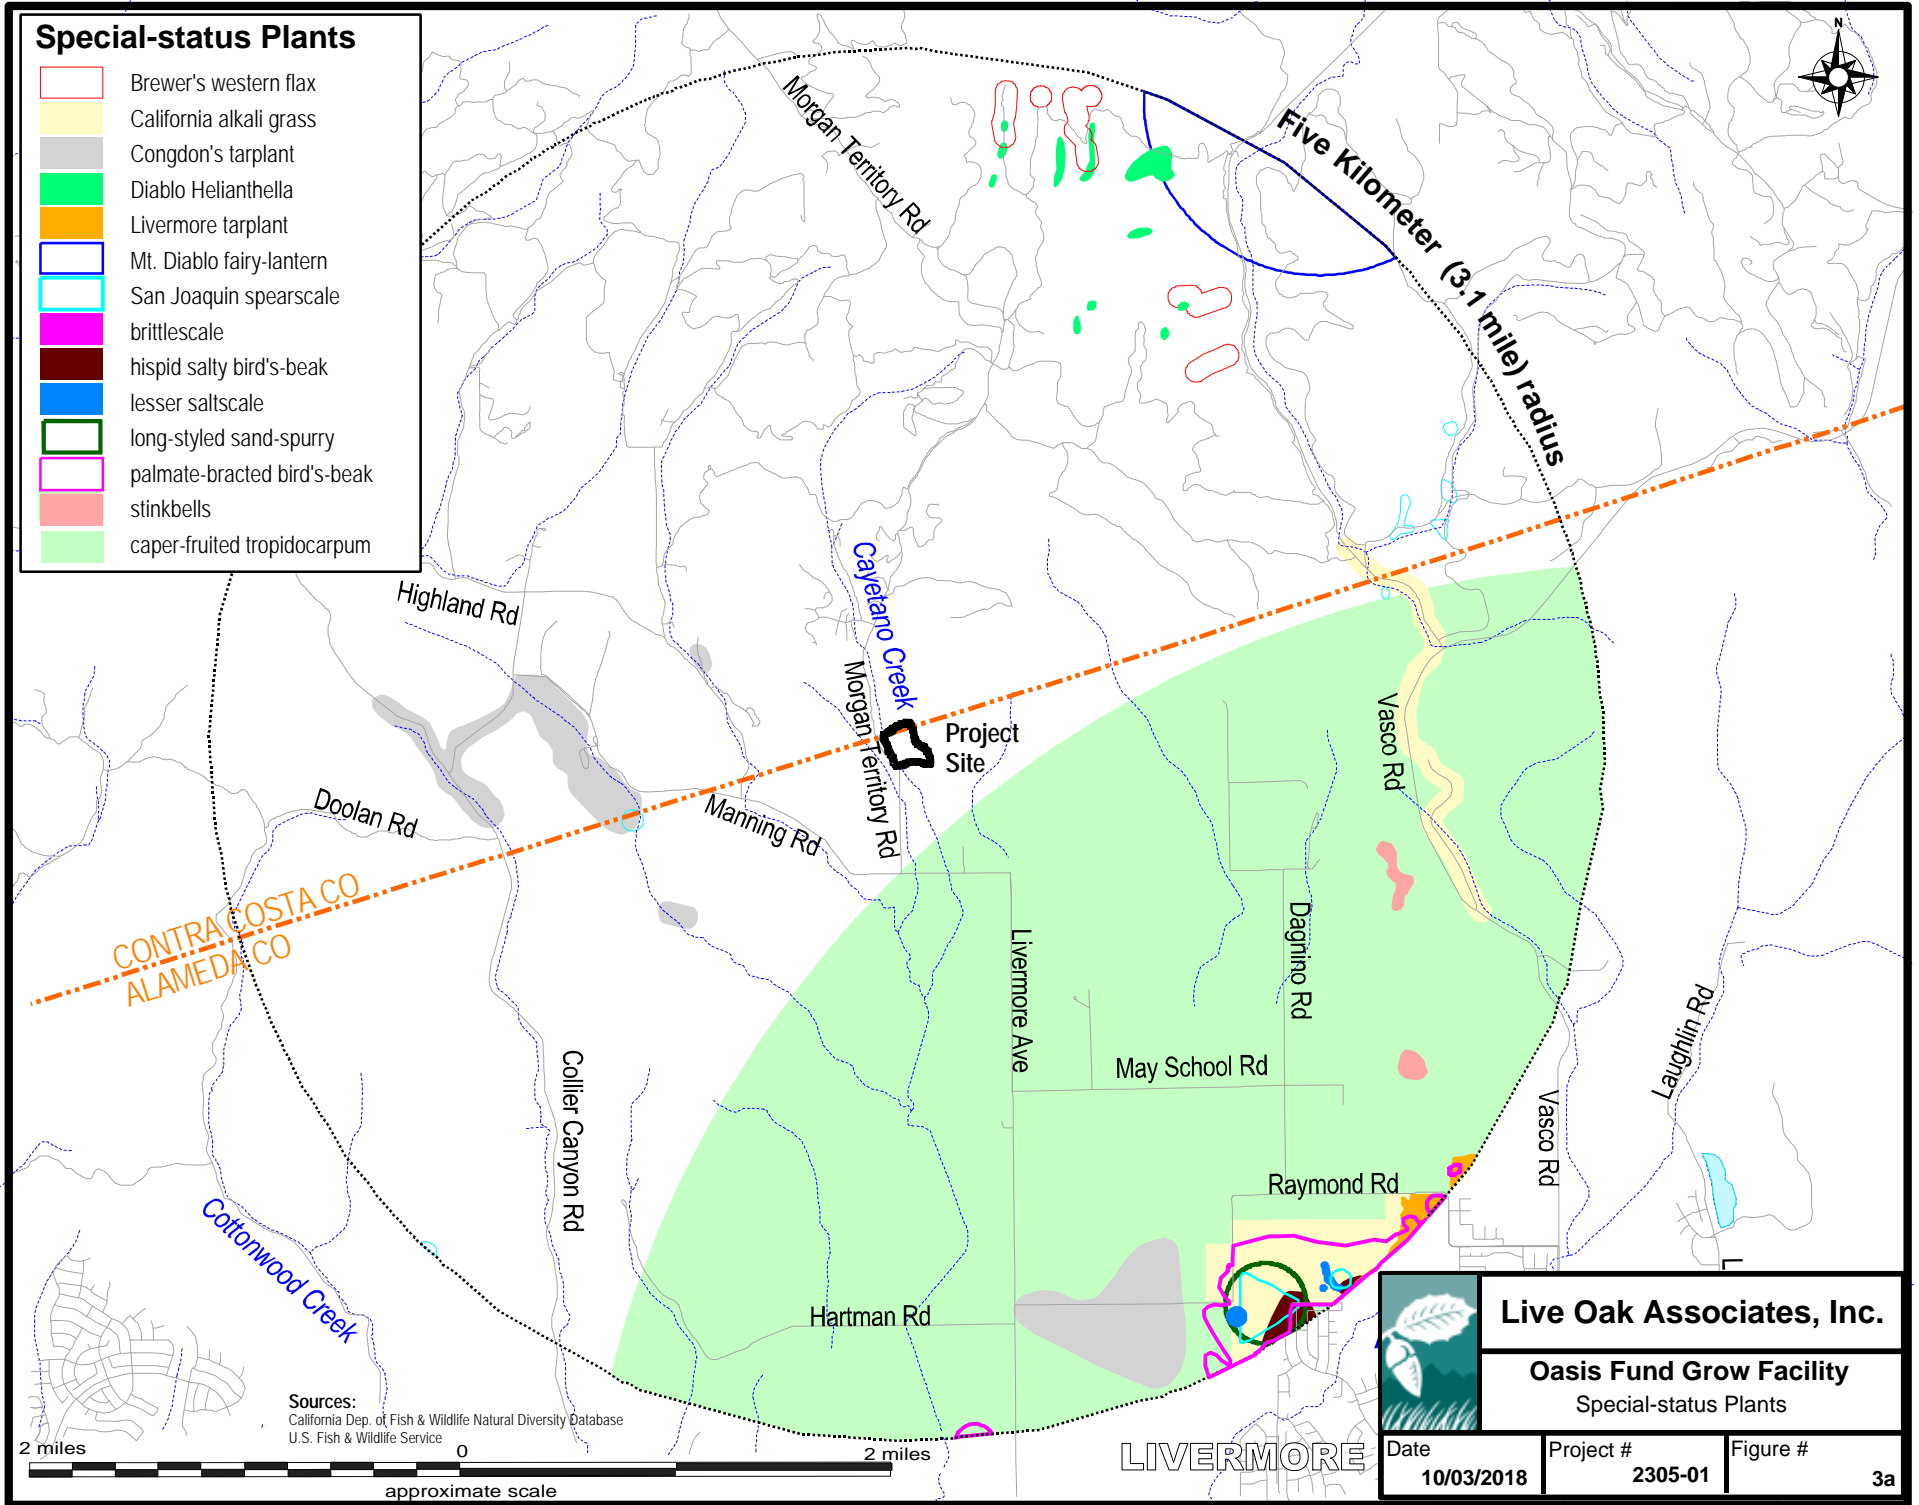 Special-status Plants
Brewer's western flax
California alkali grass
Congdon's tarplant
Diablo Helianthella
Livermore tarplant
Mt. Diablo fairy-lantern
San Joaquin spearscale
brittlescale
hispid salty bird's-beak
lesser saltscale
long-styled sand-spurry
palmate-bracted bird's-beak
stinkbells
caper-fruited tropidocarpum
N
Morgan Territory Rd
Five Kilometer (3.1 mile) radius
Highland Rd
Cayetano Creek
Morgan Territory Rd
Project
Site
Vasco Rd
Doolan Rd
Manning Rd
CONTRA COSTA CO
ALAMEDA CO
Livermore Ave
Dagnino Rd
Laughlin Rd
May School Rd
Collier Canyon Rd
Vasco Rd
Raymond Rd
Cottonwood Creek
Hartman Rd
L
Sources:
California Dep. of Fish & Wildlife Natural Diversity Database
U.S. Fish & Wildlife Service
2 miles
0
2 miles
approximate scale
LIVERMORE
Live Oak Associates, Inc.
Oasis Fund Grow Facility
Special-status Plants
Date
10/03/2018
Project #
2305-01
Figure #
3a